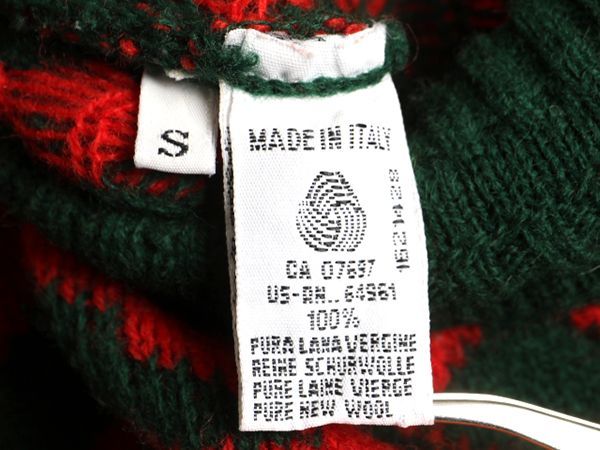 S
MADE IN ITALY
CA 07697
US-RN.. 64961
100%
PURA LANA VERGINE
REINE SCHURWOLLE
PURE LAINE VIERGE
PURE NEW WOOL